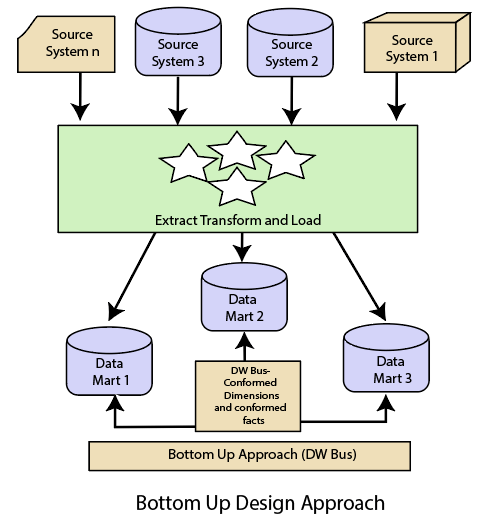 Source
System n
Source
System 3
Source
System 2
Source
System 1
Extract Transform and Load
Data
Mart 2
Data
Mart 1
Data
Mart 3
DW Bus-
Conformed
Dimensions
and conformed
facts
Bottom Up Approach (DW Bus)
Bottom Up Design Approach